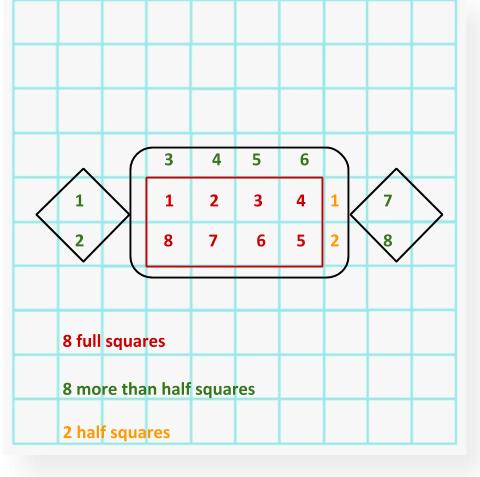 3 4 5 6
1 1 2 3 4 1 7
2 8 7 6 5 2 8
8 full squares
8 more than half squares
2 half squares